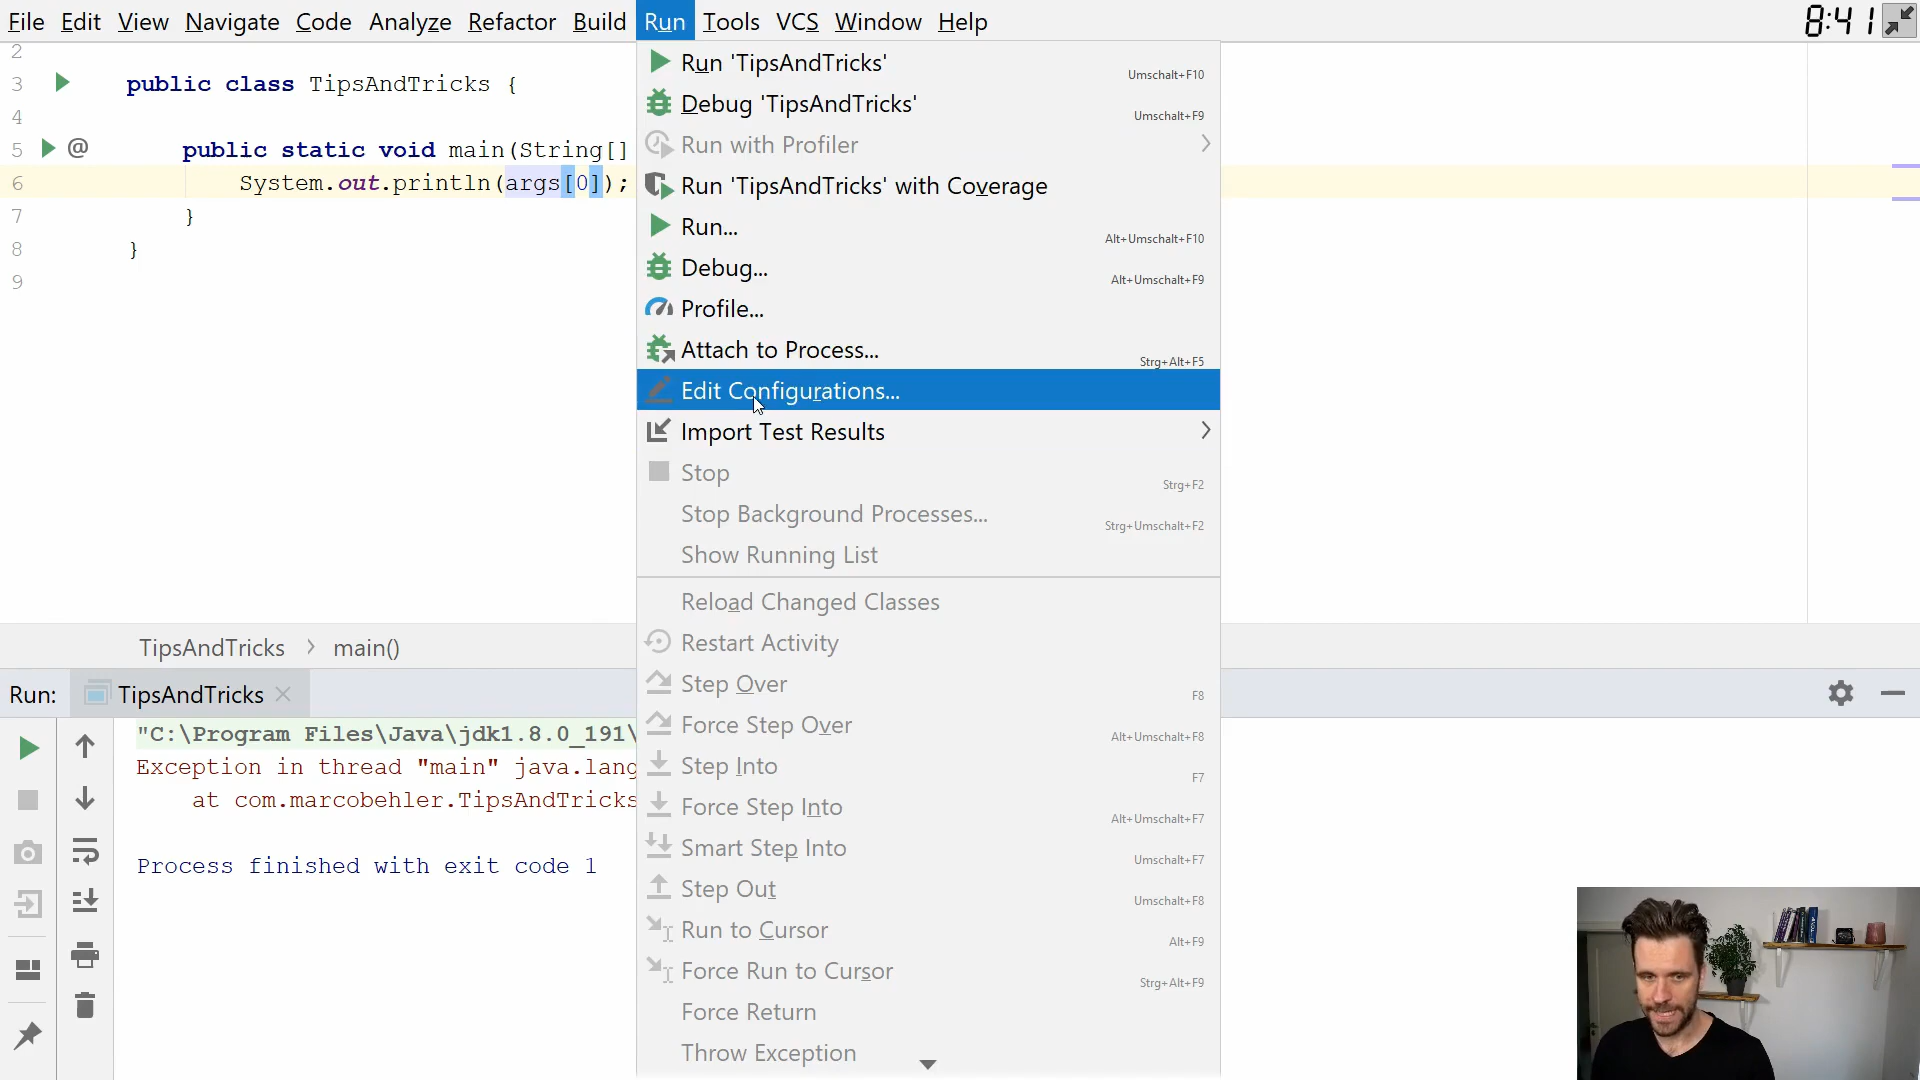 File Edit View Navigate Code Analyze Refactor Build Run Tools VCS Window Help 8:41
2
3 public class TipsAndTricks {
4
5 @ public static void main(String[]
6 System.out.println(args[0]);
7 }
8 }
9
Run 'TipsAndTricks' Umschalt+F10
Debug 'TipsAndTricks' Umschalt+F9
Run with Profiler
Run 'TipsAndTricks' with Coverage
Run... Alt+Umschalt+F10
Debug... Alt+Umschalt+F9
Profile...
Attach to Process... Strg+Alt+F5
Edit Configurations...
Import Test Results
Stop Strg+F2
Stop Background Processes... Strg+Umschalt+F2
Show Running List
Reload Changed Classes
Restart Activity
Step Over F8
Force Step Over Alt+Umschalt+F8
Step Into F7
Force Step Into Alt+Umschalt+F7
Smart Step Into Umschalt+F7
Step Out Umschalt+F8
Run to Cursor Alt+F9
Force Run to Cursor Strg+Alt+F9
Force Return
Throw Exception
TipsAndTricks > main()
Run: TipsAndTricks
"C:\Program Files\Java\jdk1.8.0_191\
Exception in thread "main" java.lang
at com.marcobehler.TipsAndTricks
Process finished with exit code 1